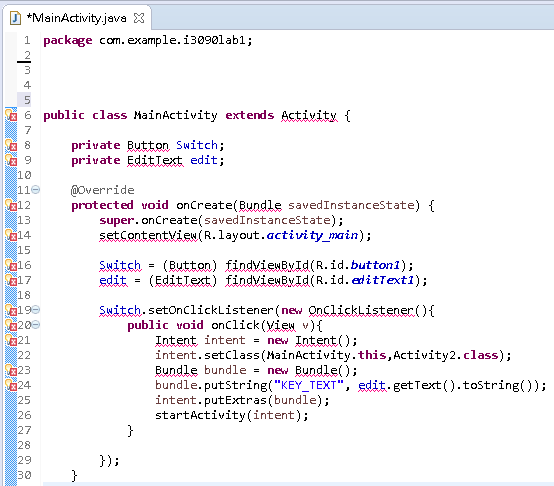 *MainActivity.java
1 package com.example.i3090lab1;
2
3
4
5
6 public class MainActivity extends Activity {
7
8 private Button Switch;
9 private EditText edit;
10
11 @Override
12 protected void onCreate(Bundle savedInstanceState) {
13 super.onCreate(savedInstanceState);
14 setContentView(R.layout.activity_main);
15
16 Switch = (Button) findViewById(R.id.button1);
17 edit = (EditText) findViewById(R.id.editText1);
18
19 Switch.setOnClickListener(new OnClickListener(){
20 public void onClick(View v){
21 Intent intent = new Intent();
22 intent.setClass(MainActivity.this,Activity2.class);
23 Bundle bundle = new Bundle();
24 bundle.putString("KEY_TEXT", edit.getText().toString());
25 intent.putExtras(bundle);
26 startActivity(intent);
27 }
28
29 });
30 }